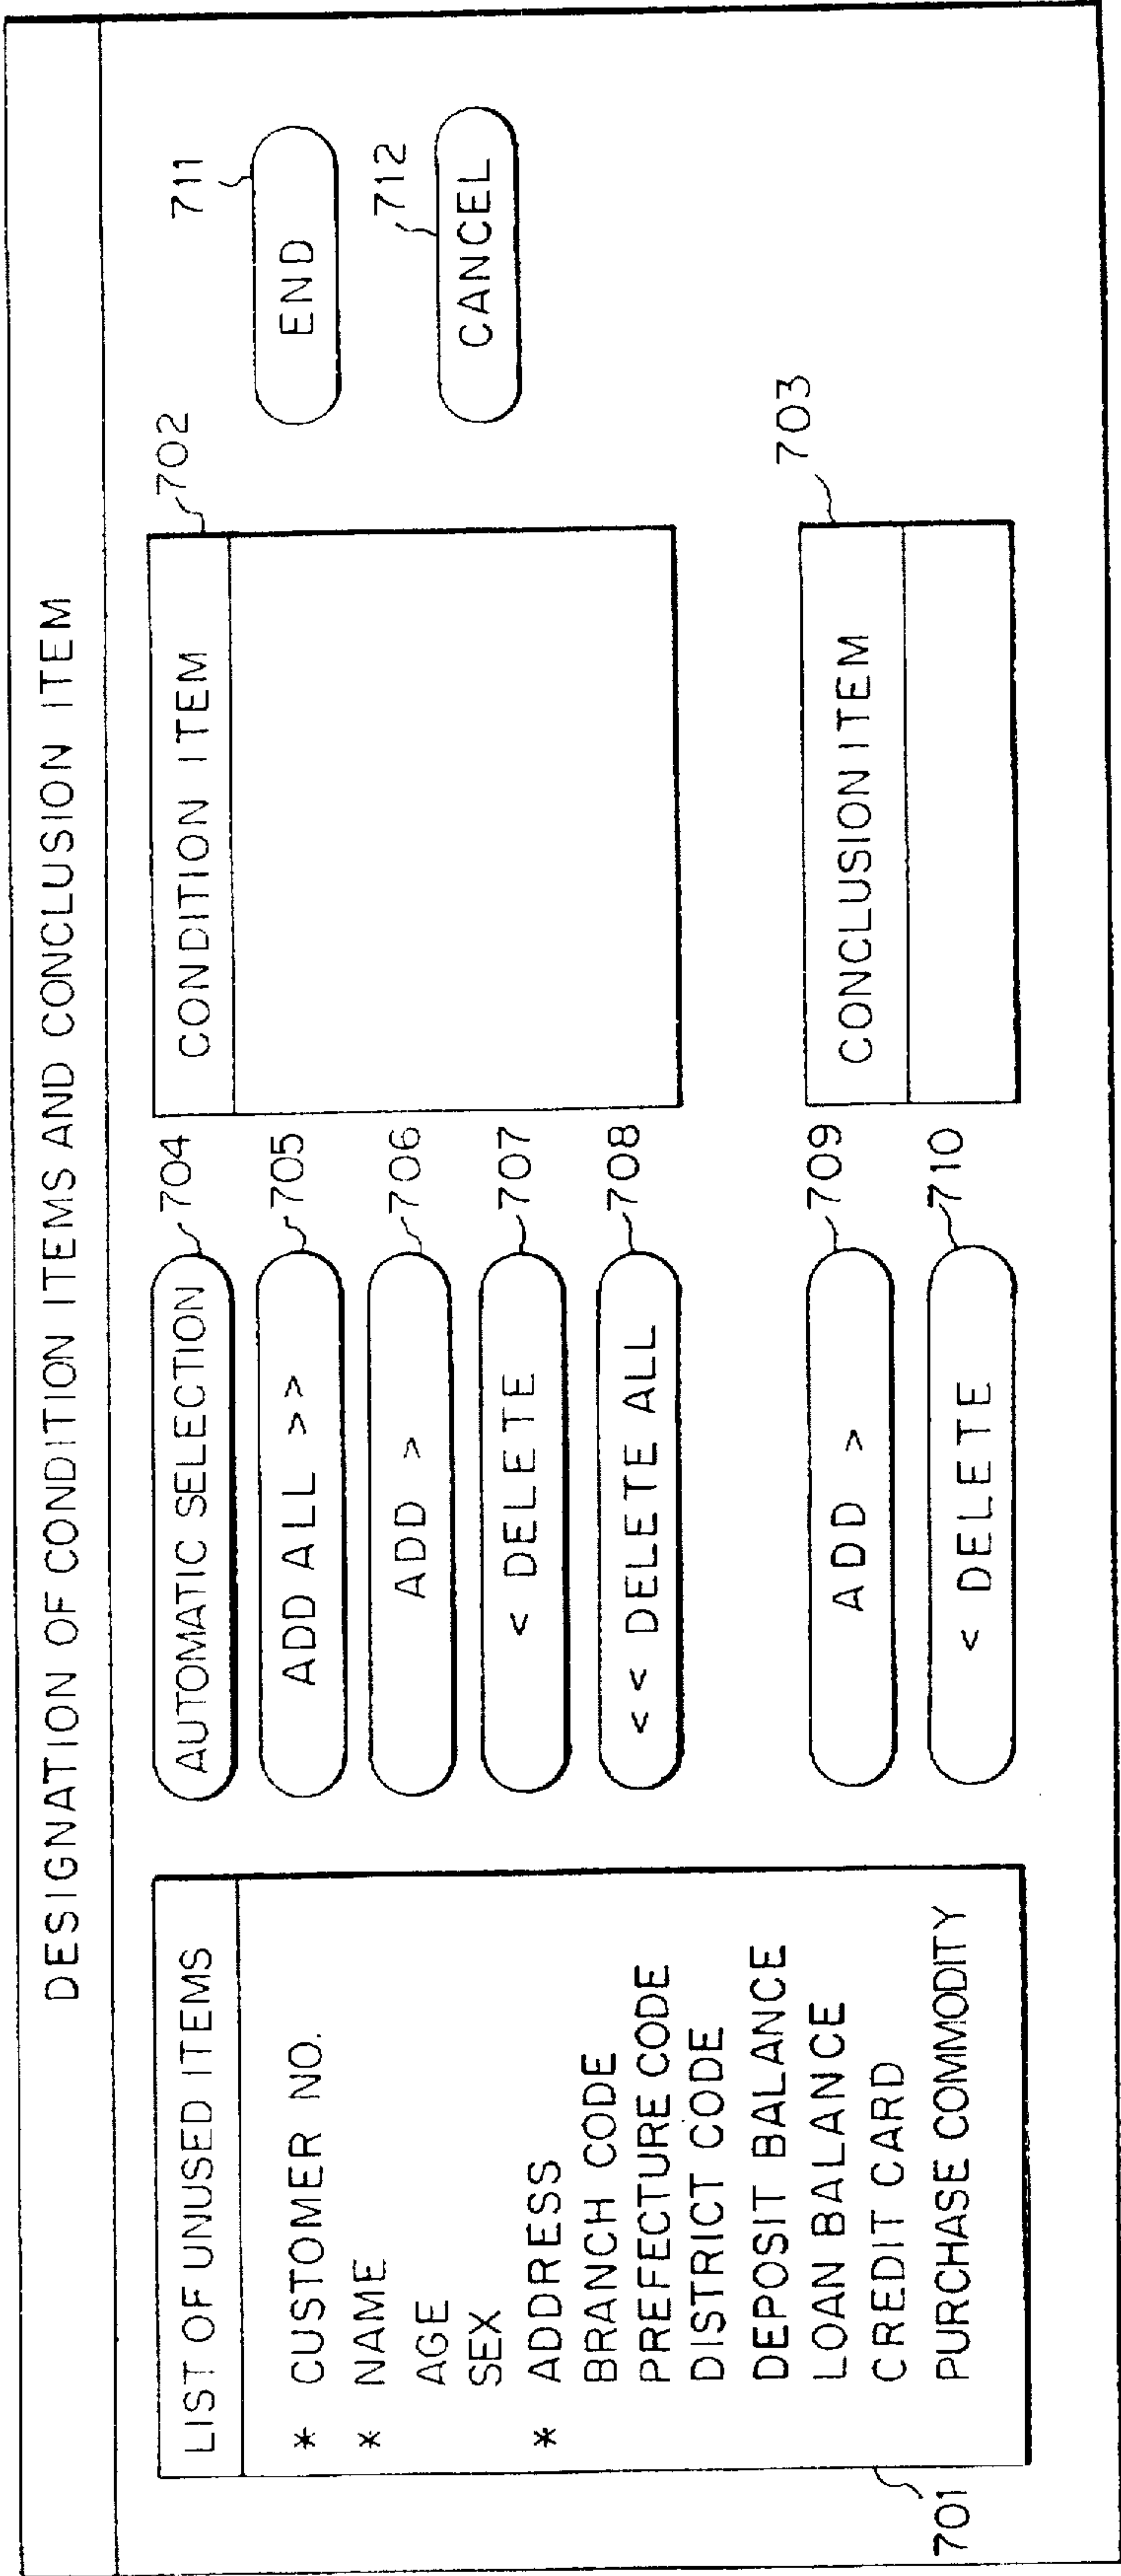 DESIGNATION OF CONDITION ITEMS AND CONCLUSION ITEM
LIST OF UNUSED ITEMS
* CUSTOMER NO.
* NAME
AGE
SEX
* ADDRESS
BRANCH CODE
PREFECTURE CODE
DISTRICT CODE
DEPOSIT BALANCE
LOAN BALANCE
CREDIT CARD
PURCHASE COMMODITY
701
AUTOMATIC SELECTION
704
ADD ALL >>
705
ADD >
706
< DELETE
707
<< DELETE ALL
708
ADD >
709
< DELETE
710
CONDITION ITEM
702
CONCLUSION ITEM
703
END
711
CANCEL
712